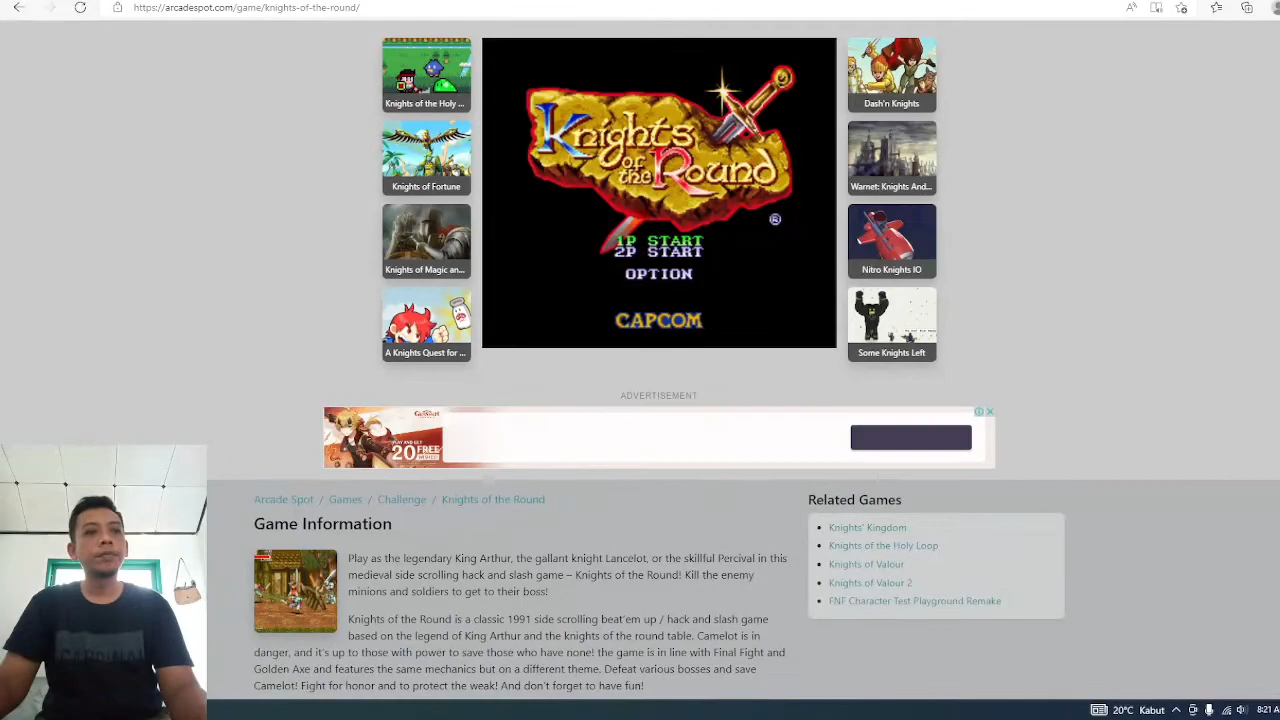 https://arcadespot.com/game/knights-of-the-round/
Knights of the Holy ...
Knights of Fortune
Knights of Magic an...
A Knights Quest for ...
Knights
of
the Round
®
1P START
2P START
OPTION
CAPCOM
Dash'n Knights
Warnet: Knights And...
Nitro Knights IO
Some Knights Left
ADVERTISEMENT
GENSHIN
PLAY AND GET
20 FREE
WISHES
Arcade Spot / Games / Challenge / Knights of the Round
Game Information
Play as the legendary King Arthur, the gallant knight Lancelot, or the skillful Percival in this
medieval side scrolling hack and slash game – Knights of the Round! Kill the enemy
minions and soldiers to get to their boss!
Knights of the Round is a classic 1991 side scrolling beat'em up / hack and slash game
based on the legend of King Arthur and the knights of the round table. Camelot is in
danger, and it's up to those with power to save those who have none! the game is in line with Final Fight and
Golden Axe and features the same mechanics but on a different theme. Defeat various bosses and save
Camelot! Fight for honor and to protect the weak! And don't forget to have fun!
Related Games
Knights' Kingdom
Knights of the Holy Loop
Knights of Valour
Knights of Valour 2
FNF Character Test Playground Remake
CARDINAL
20°C Kabut
8:21